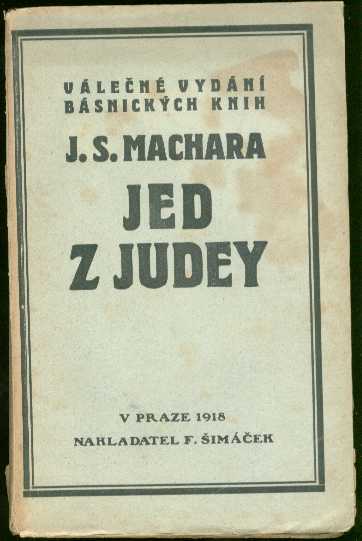 VÁLEČNÉ VYDÁNÍ
BÁSNICKÝCH KNIH
J. S. MACHARA
JED
Z JUDEY
V PRAZE 1918
NAKLADATEL F. ŠIMÁČEK